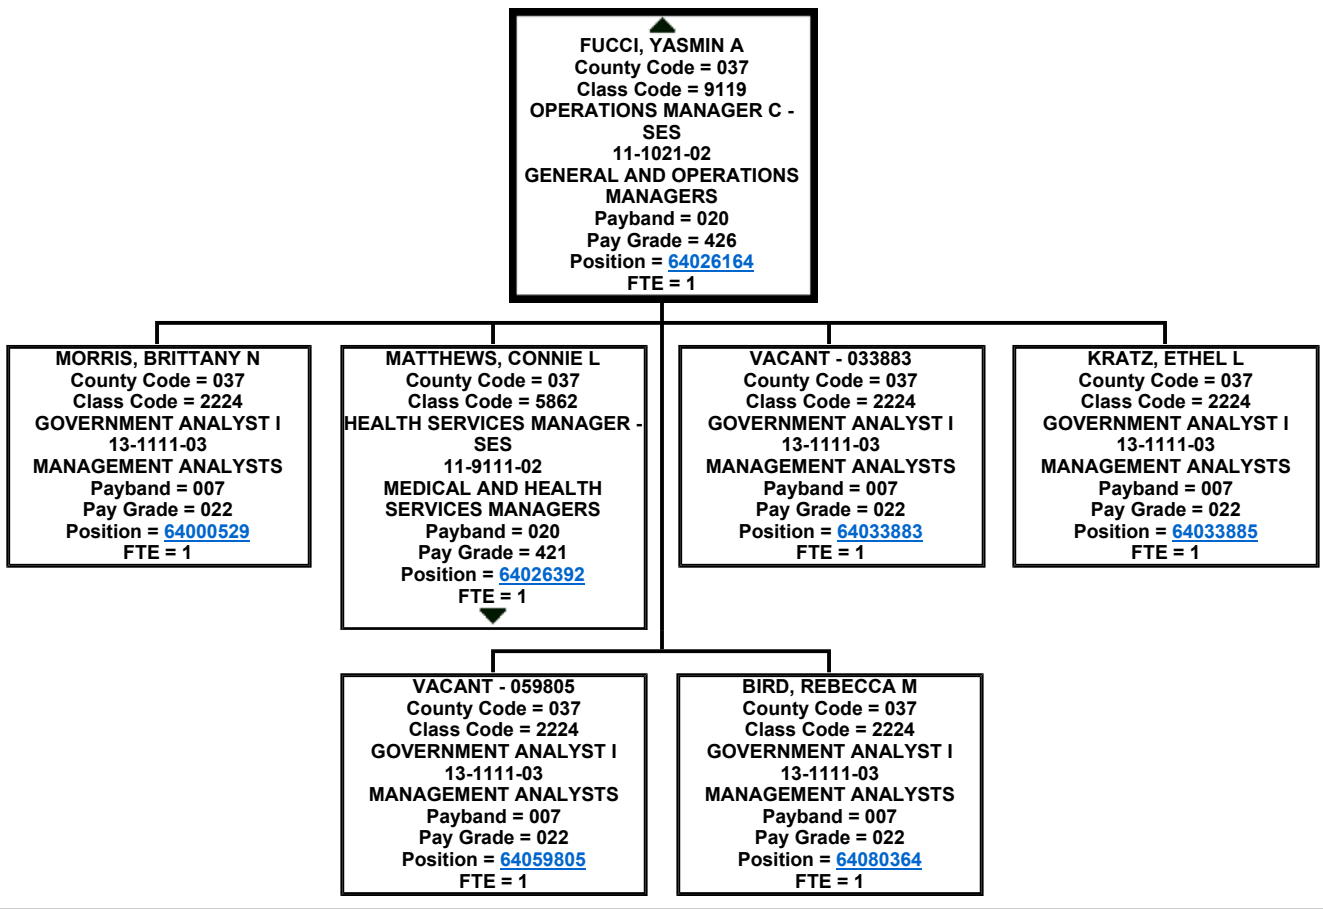 FUCCI, YASMIN A
County Code = 037
Class Code = 9119
OPERATIONS MANAGER C -
SES
11-1021-02
GENERAL AND OPERATIONS
MANAGERS
Payband = 020
Pay Grade = 426
Position = 64026164
FTE = 1
MORRIS, BRITTANY N
County Code = 037
Class Code = 2224
GOVERNMENT ANALYST I
13-1111-03
MANAGEMENT ANALYSTS
Payband = 007
Pay Grade = 022
Position = 64000529
FTE = 1
MATTHEWS, CONNIE L
County Code = 037
Class Code = 5862
HEALTH SERVICES MANAGER -
SES
11-9111-02
MEDICAL AND HEALTH
SERVICES MANAGERS
Payband = 020
Pay Grade = 421
Position = 64026392
FTE = 1
VACANT - 033883
County Code = 037
Class Code = 2224
GOVERNMENT ANALYST I
13-1111-03
MANAGEMENT ANALYSTS
Payband = 007
Pay Grade = 022
Position = 64033883
FTE = 1
KRATZ, ETHEL L
County Code = 037
Class Code = 2224
GOVERNMENT ANALYST I
13-1111-03
MANAGEMENT ANALYSTS
Payband = 007
Pay Grade = 022
Position = 64033885
FTE = 1
VACANT - 059805
County Code = 037
Class Code = 2224
GOVERNMENT ANALYST I
13-1111-03
MANAGEMENT ANALYSTS
Payband = 007
Pay Grade = 022
Position = 64059805
FTE = 1
BIRD, REBECCA M
County Code = 037
Class Code = 2224
GOVERNMENT ANALYST I
13-1111-03
MANAGEMENT ANALYSTS
Payband = 007
Pay Grade = 022
Position = 64080364
FTE = 1